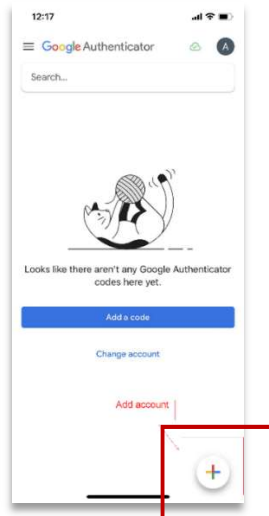 12:17
Google Authenticator
A
Search...
Looks like there aren't any Google Authenticator
codes here yet.
Add a code
Change account
Add account